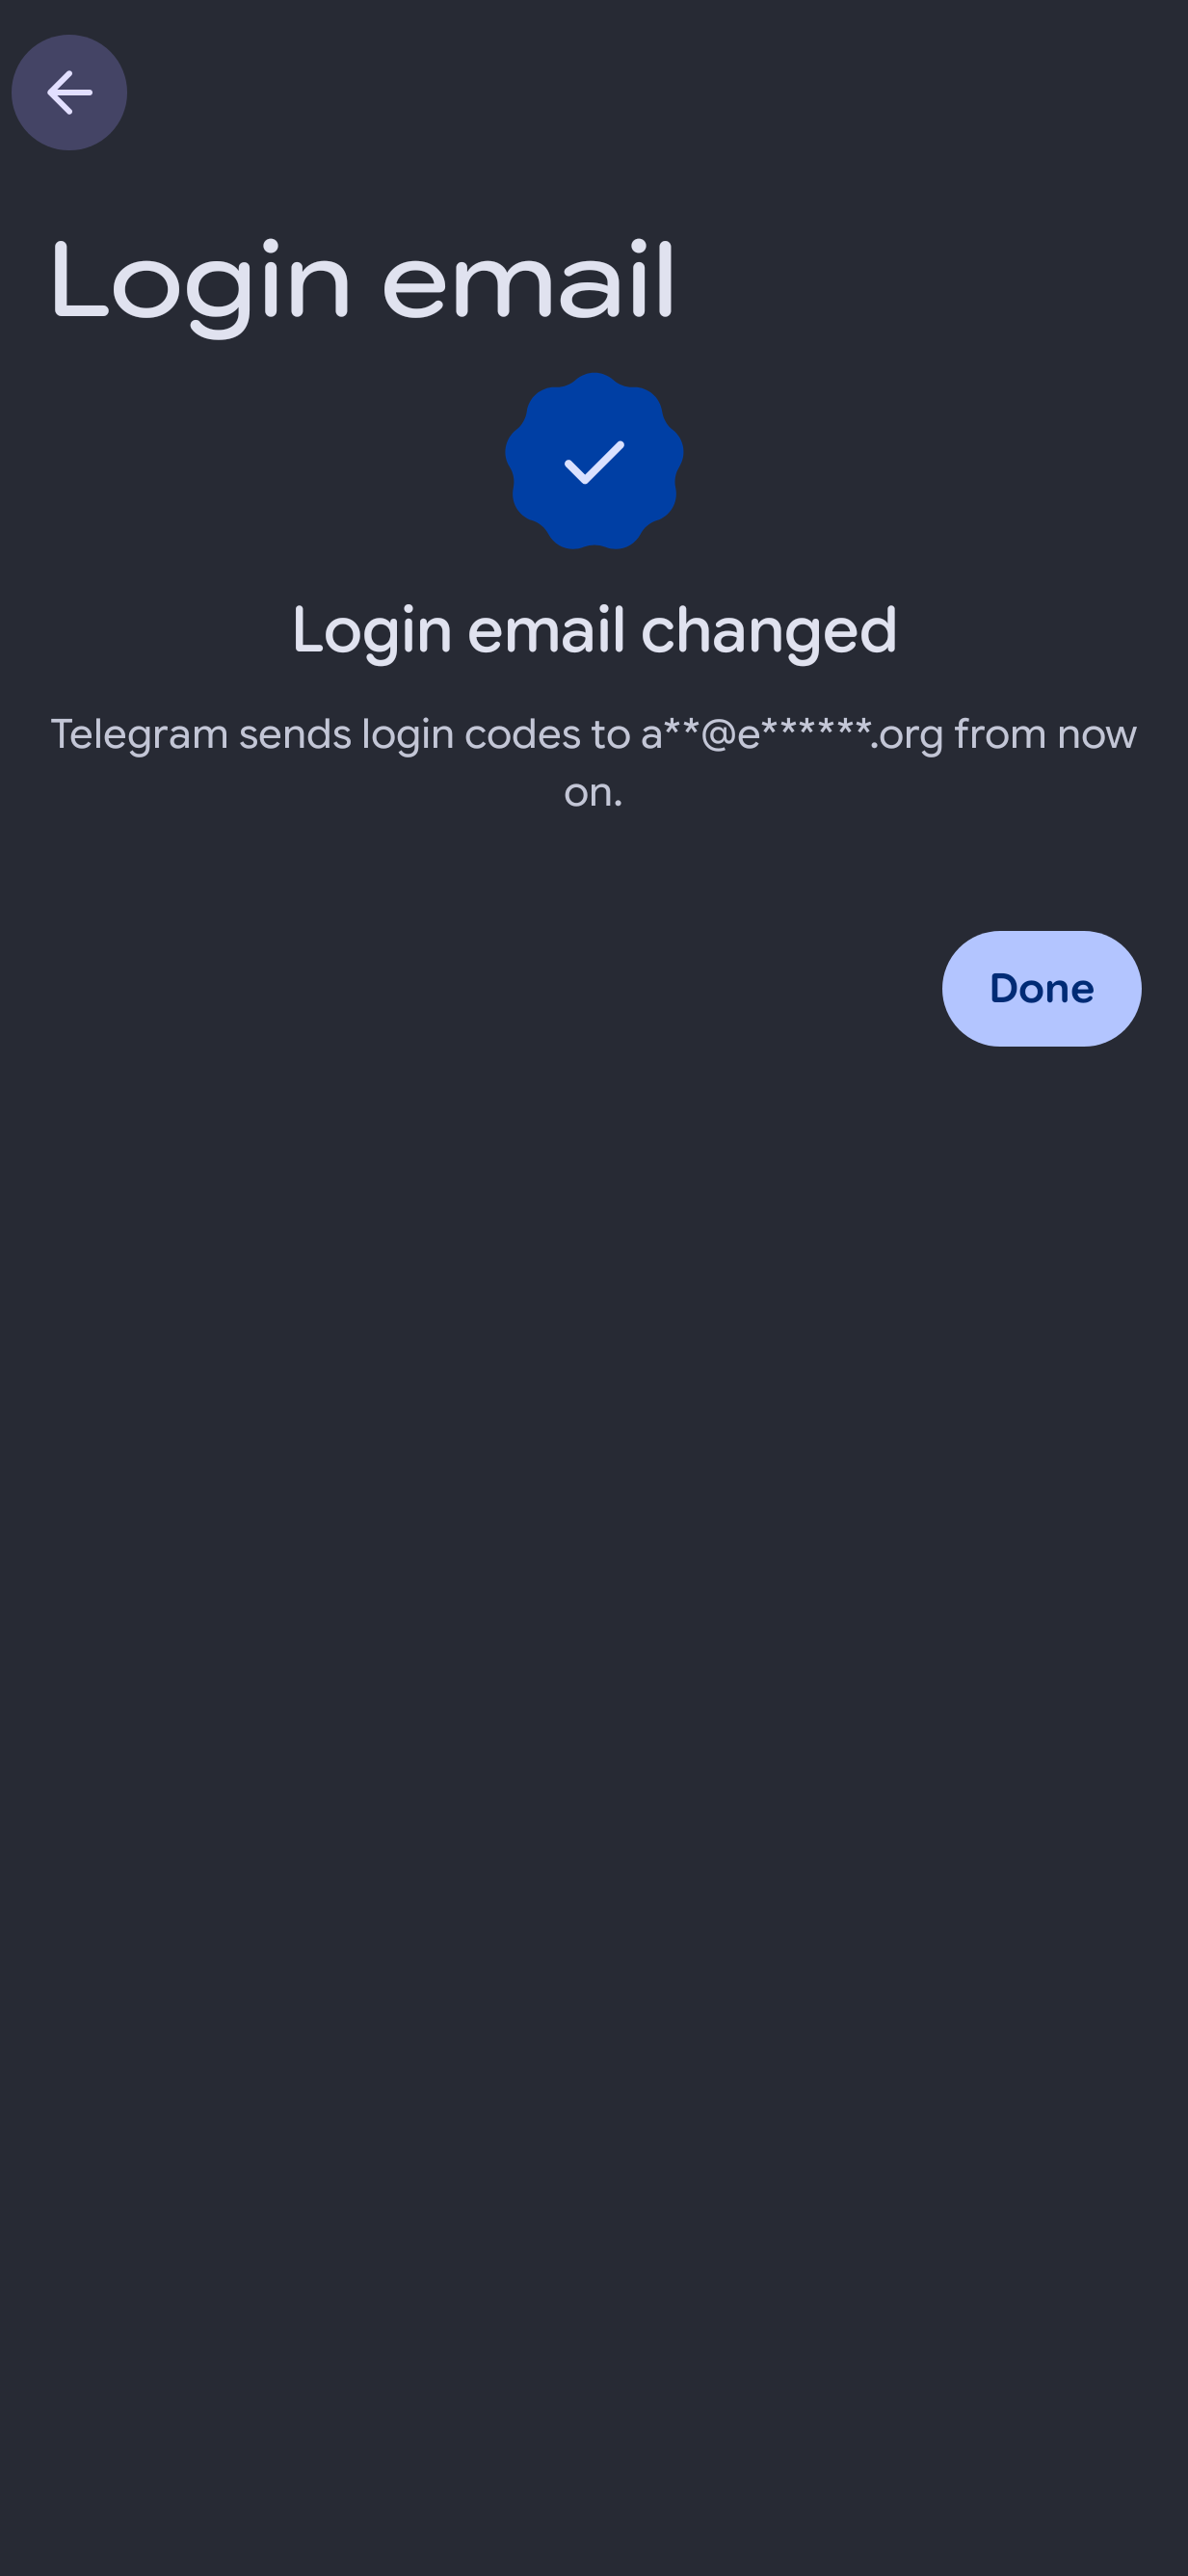 Login email
Login email changed
Telegram sends login codes to a**@e******.org from now
on.
Done